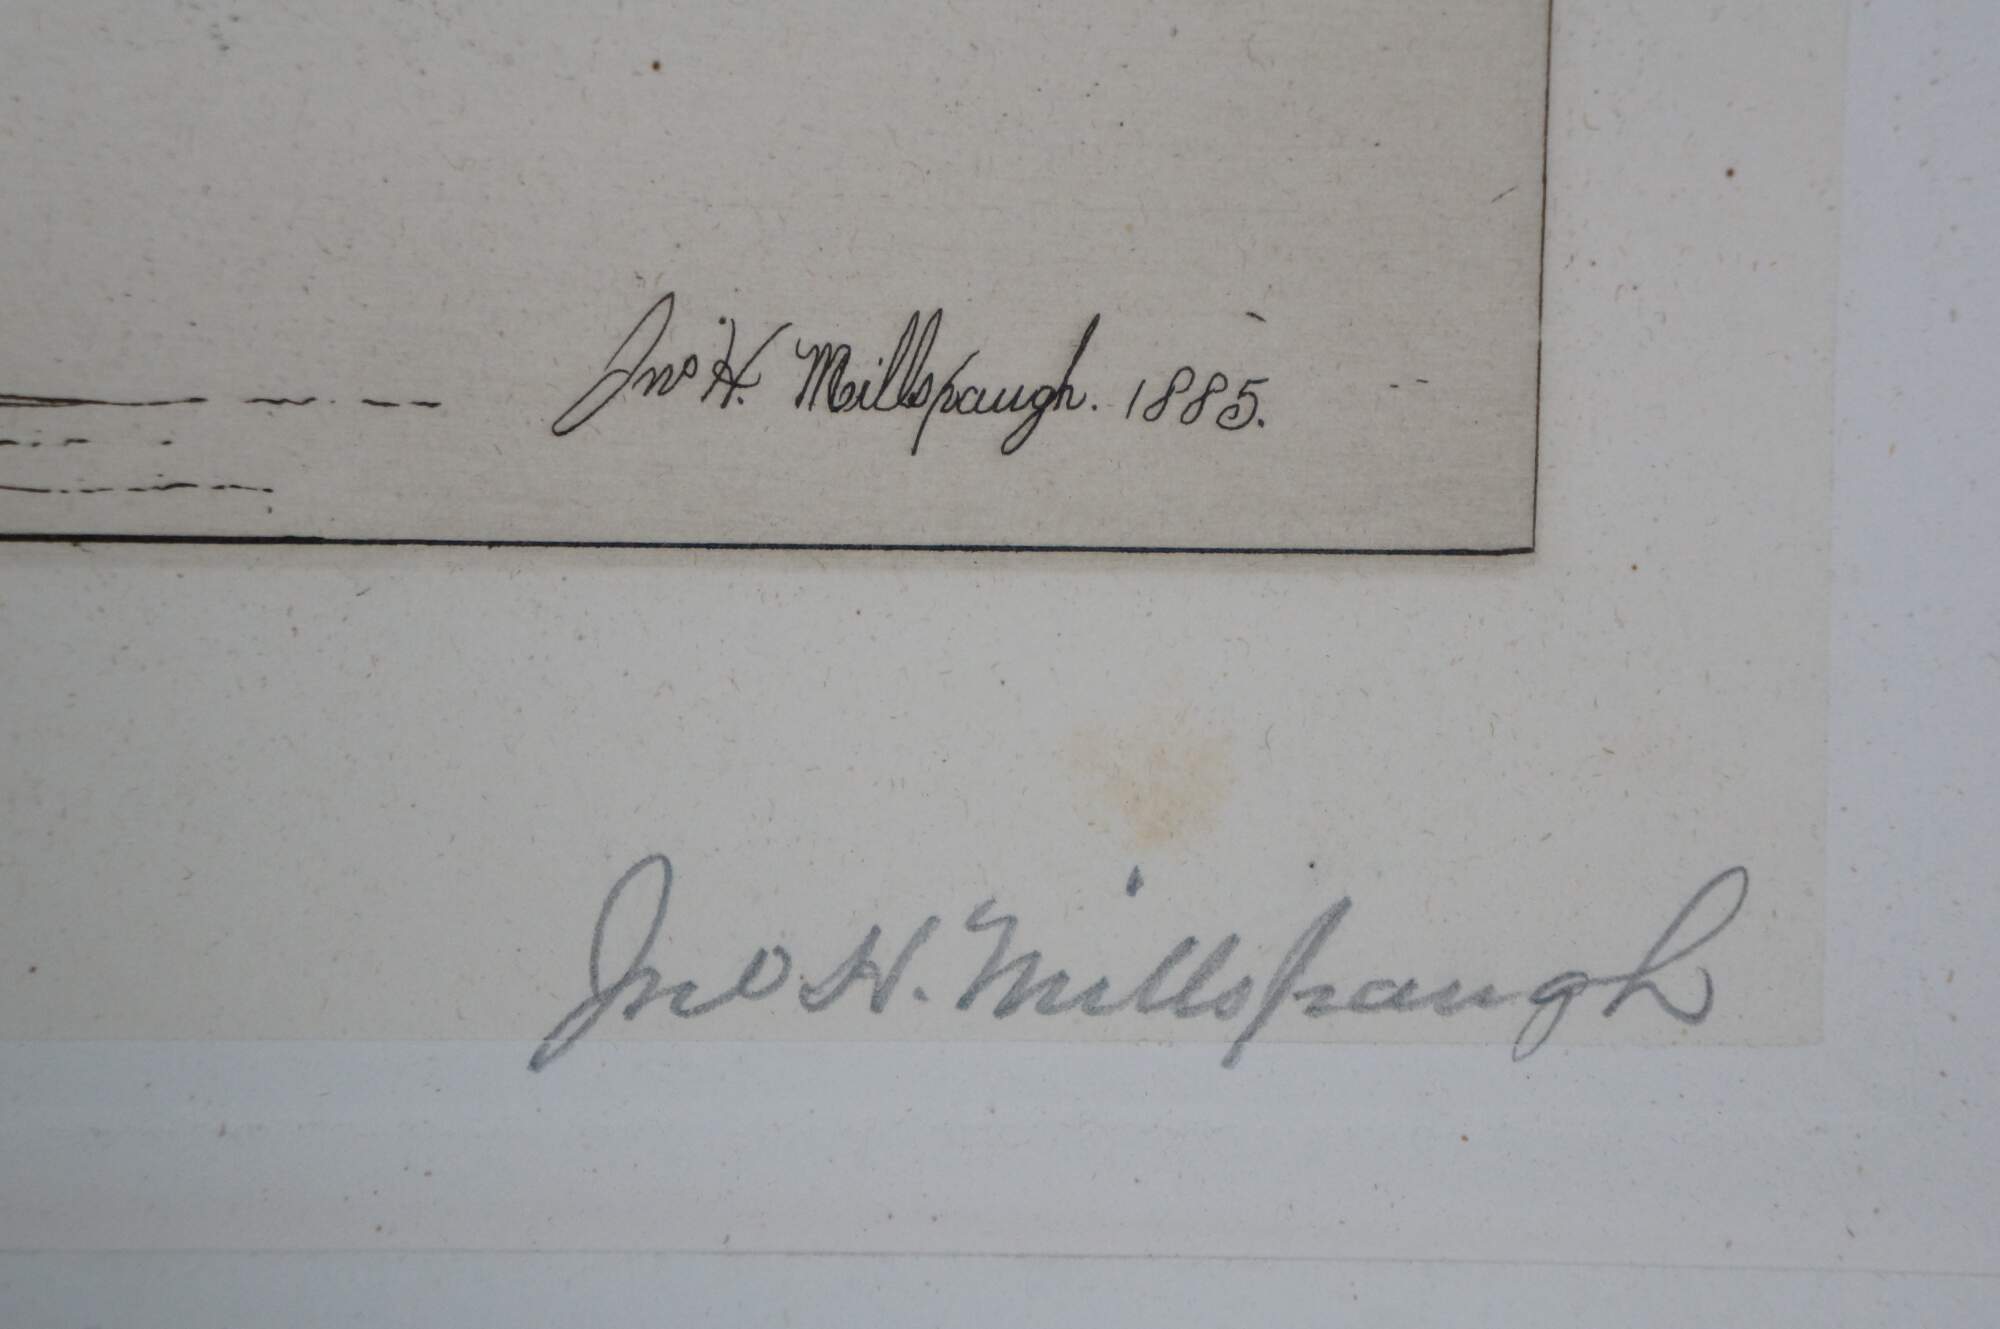 Jno H. Millspaugh. 1885.
Jno H. Millspaugh